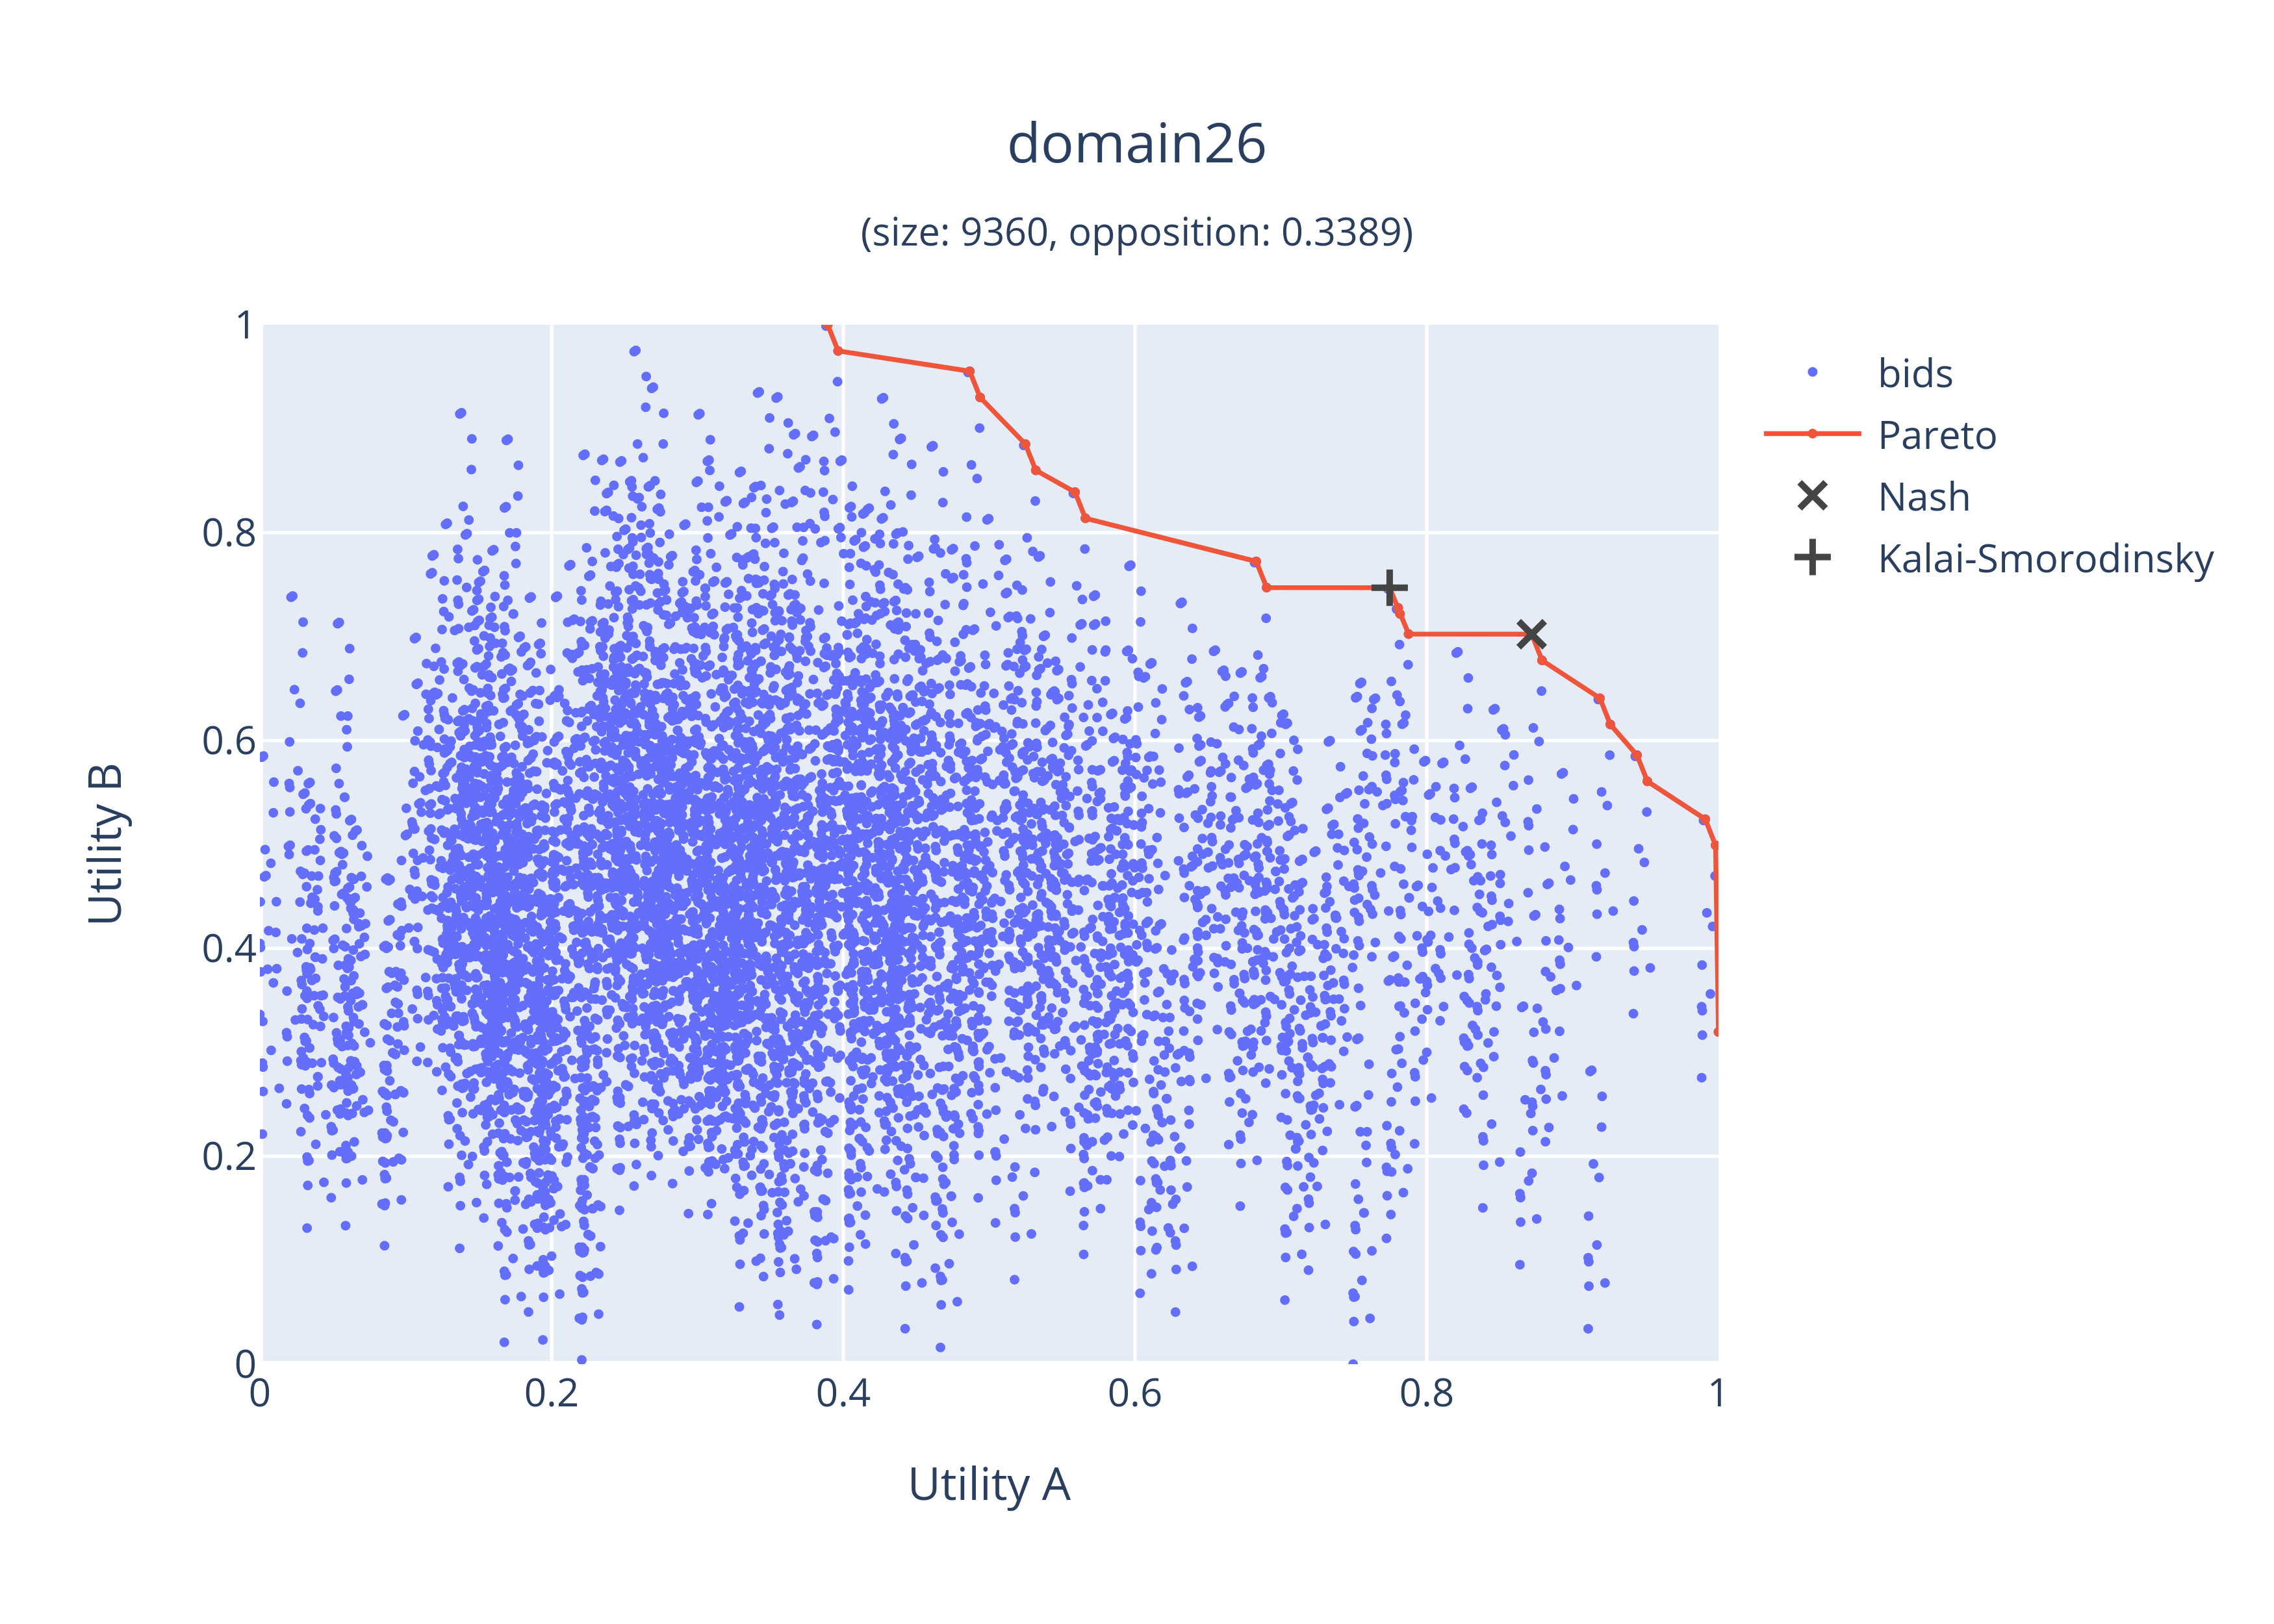 domain26
(size: 9360, opposition: 0.3389)
1
0.8
0.6
0.4
0.2
0
0
0.2
0.4
0.6
0.8
1
Utility A
Utility B
bids
Pareto
Nash
Kalai-Smorodinsky